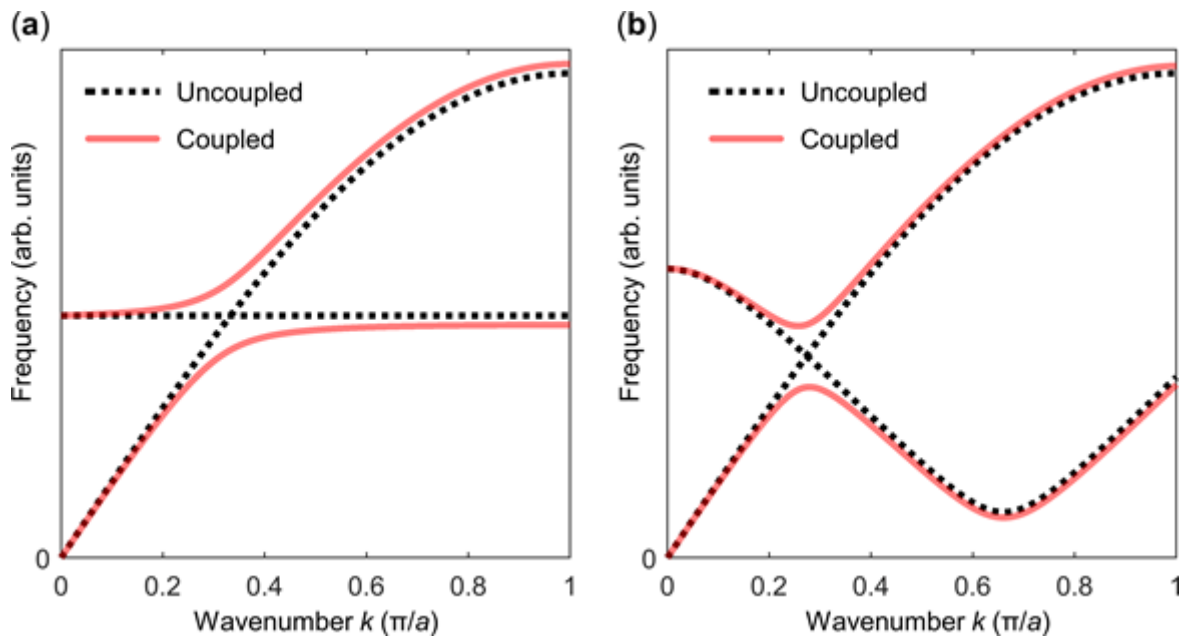 (a)
Uncoupled
Coupled
Frequency (arb. units)
0
0 0.2 0.4 0.6 0.8 1
Wavenumber k (π/a)
(b)
Uncoupled
Coupled
Frequency (arb. units)
0
0 0.2 0.4 0.6 0.8 1
Wavenumber k (π/a)